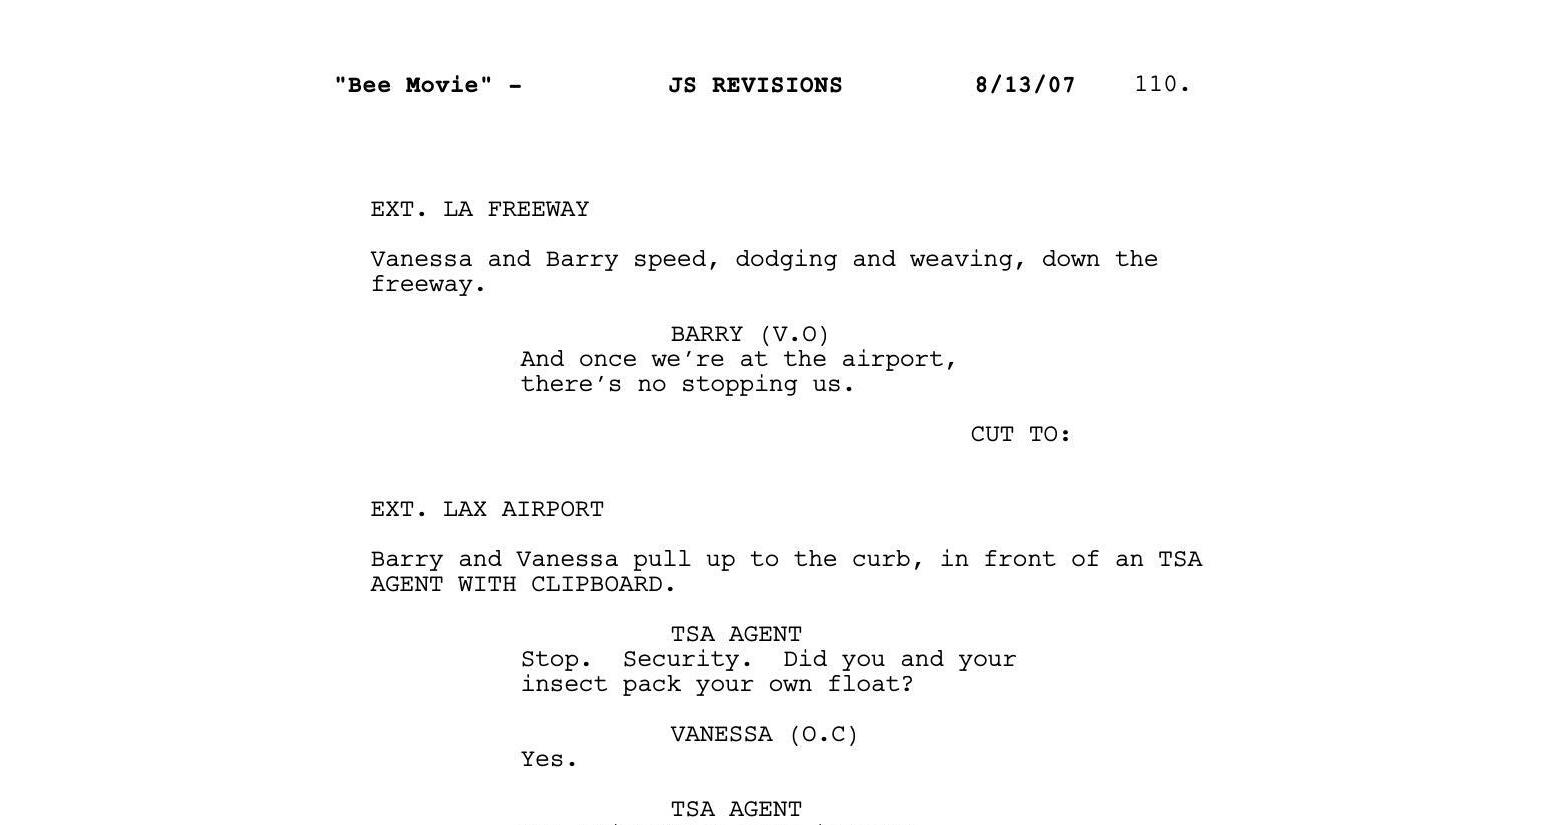 "Bee Movie" - JS REVISIONS 8/13/07 110.
EXT. LA FREEWAY
Vanessa and Barry speed, dodging and weaving, down the
freeway.
BARRY (V.O)
And once we're at the airport,
there's no stopping us.
CUT TO:
EXT. LAX AIRPORT
Barry and Vanessa pull up to the curb, in front of an TSA
AGENT WITH CLIPBOARD.
TSA AGENT
Stop.  Security.  Did you and your
insect pack your own float?
VANESSA (O.C)
Yes.
TSA AGENT